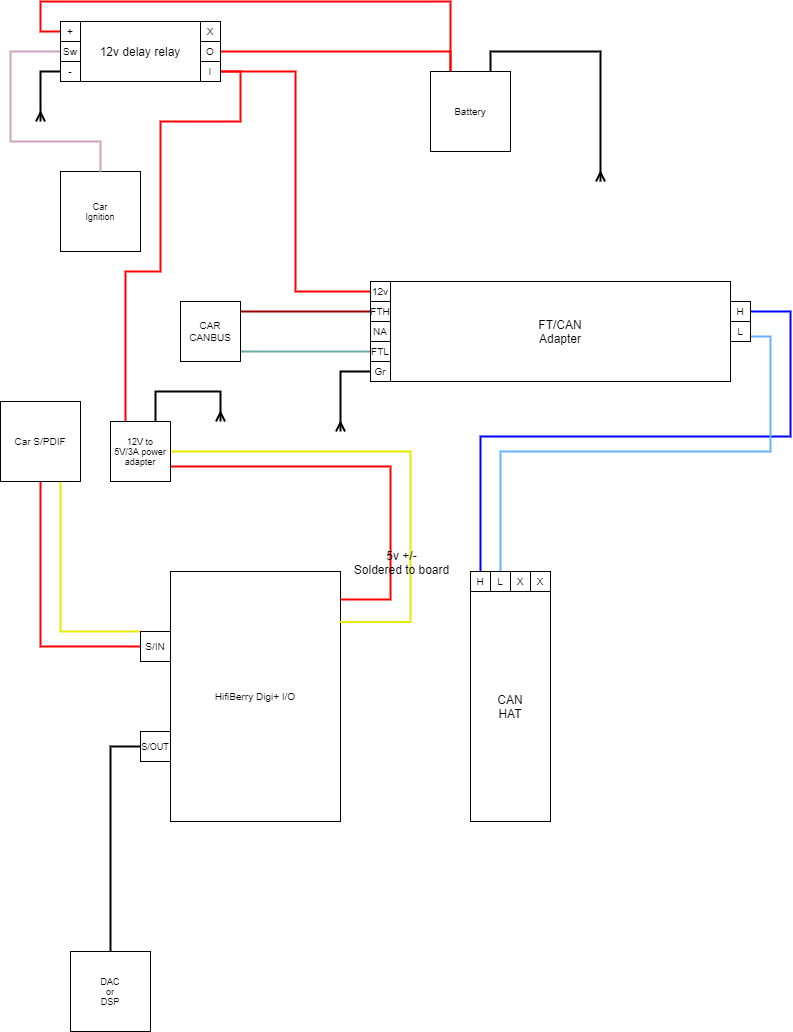 +
X
Sw
12v delay relay
O
-
I
Battery
Car
Ignition
12v
FTH
NA
FTL
Gr
CAR
CANBUS
FT/CAN
Adapter
H
L
Car S/PDIF
12V to
5V/3A power
adapter
5v +/-
Soldered to board
H L X X
S/IN
HifiBerry Digi+ I/O
CAN
HAT
S/OUT
DAC
or
DSP